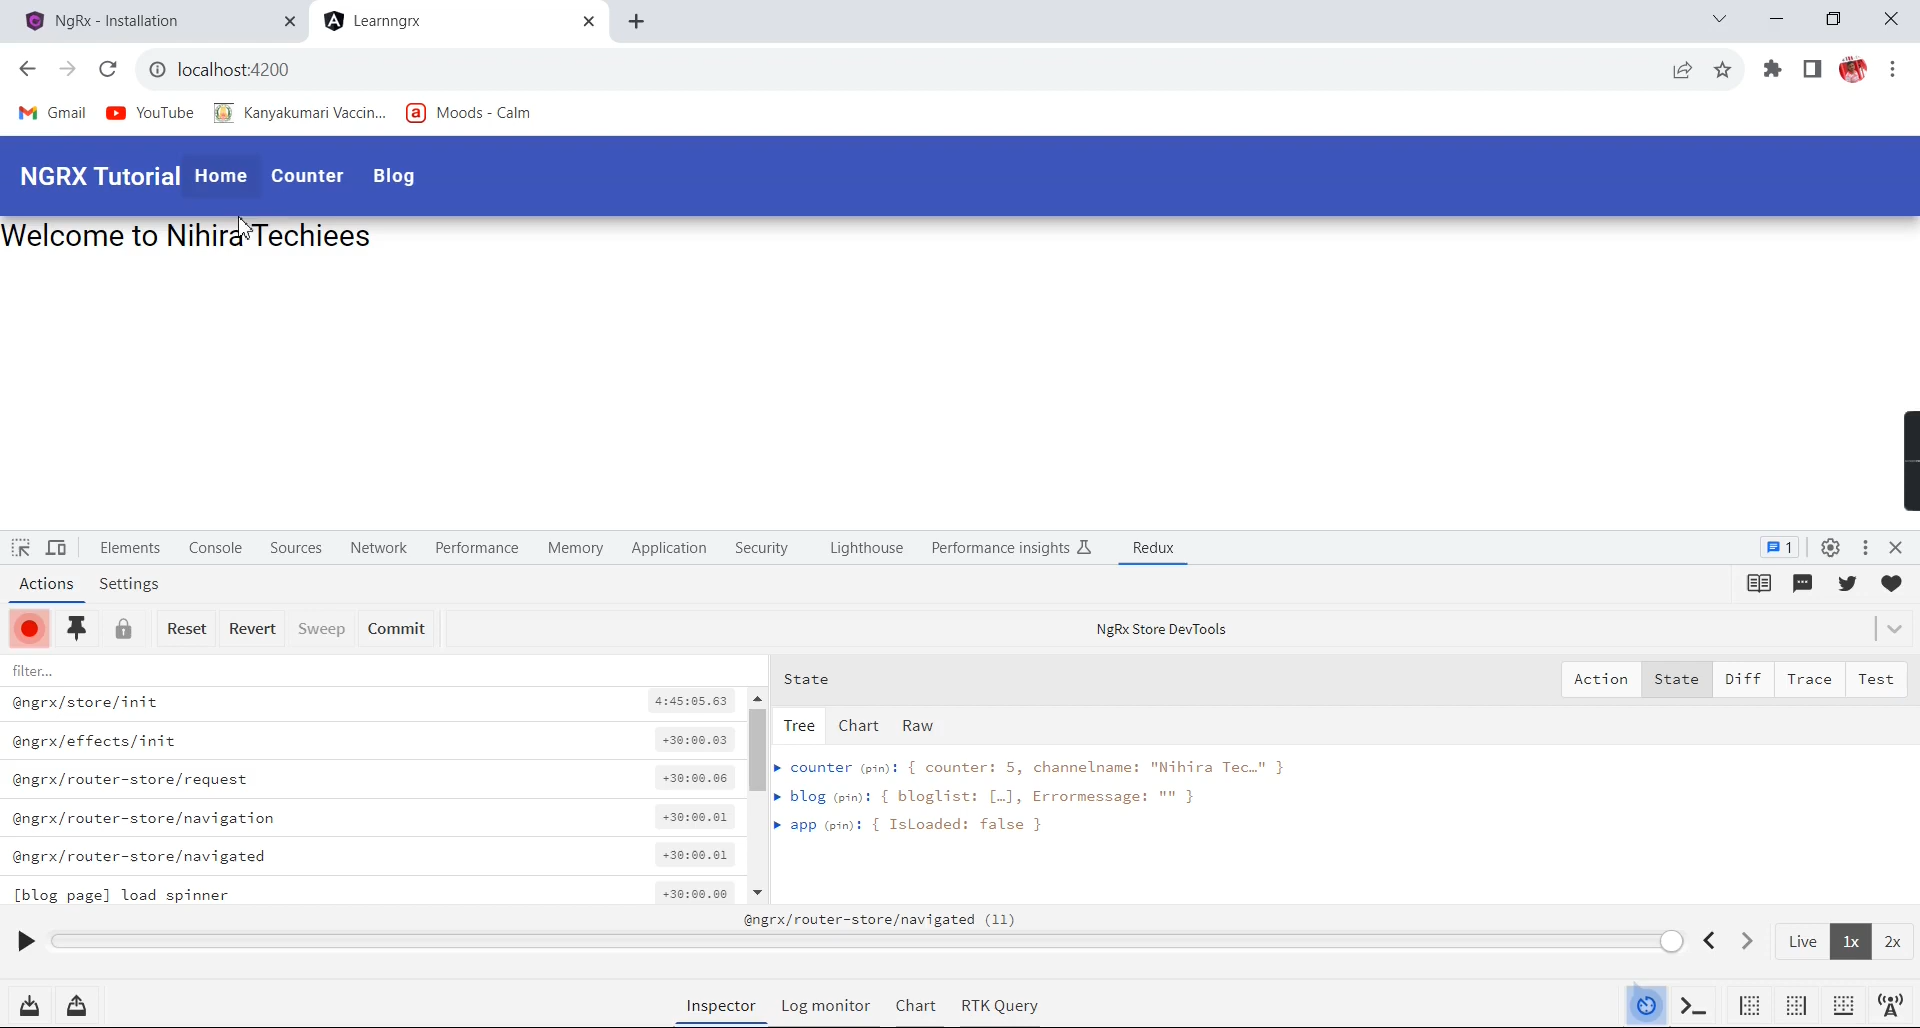 NgRx - Installation
Learnngrx
localhost:4200
Gmail YouTube Kanyakumari Vaccin... Moods - Calm
NGRX Tutorial Home Counter Blog
Welcome to Nihira Techiees
Elements Console Sources Network Performance Memory Application Security Lighthouse Performance insights Redux 1
Actions Settings
Reset Revert Sweep Commit NgRx Store DevTools
filter...
@ngrx/store/init 4:45:05.63
@ngrx/effects/init +30:00.03
@ngrx/router-store/request +30:00.06
@ngrx/router-store/navigation +30:00.01
@ngrx/router-store/navigated +30:00.01
[blog page] load spinner +30:00.00
State Action State Diff Trace Test
Tree Chart Raw
counter (pin): { counter: 5, channelname: "Nihira Tec…" }
blog (pin): { bloglist: […], Errormessage: "" }
app (pin): { IsLoaded: false }
@ngrx/router-store/navigated (11)
Live 1x 2x
Inspector Log monitor Chart RTK Query